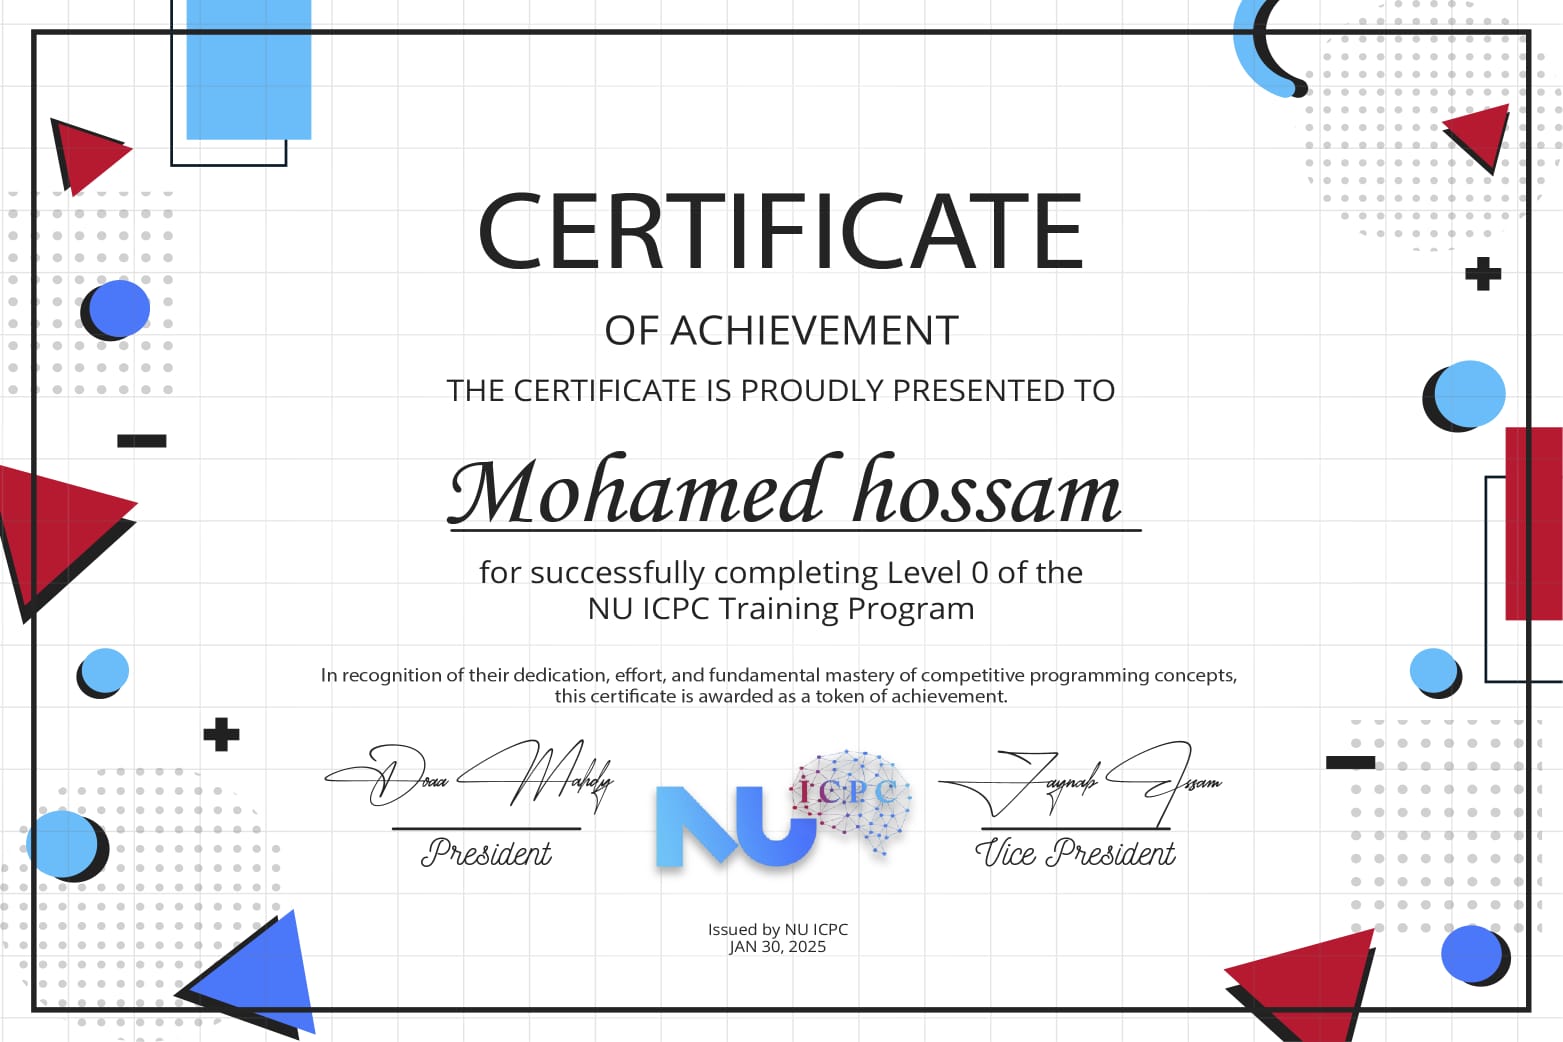 CERTIFICATE
OF ACHIEVEMENT
THE CERTIFICATE IS PROUDLY PRESENTED TO
Mohamed hossam
for successfully completing Level 0 of the
NU ICPC Training Program
In recognition of their dedication, effort, and fundamental mastery of competitive programming concepts,
this certificate is awarded as a token of achievement.
Doaa Mahdy
President
NU ICPC
Zaynab Essam
Vice President
Issued by NU ICPC
JAN 30, 2025